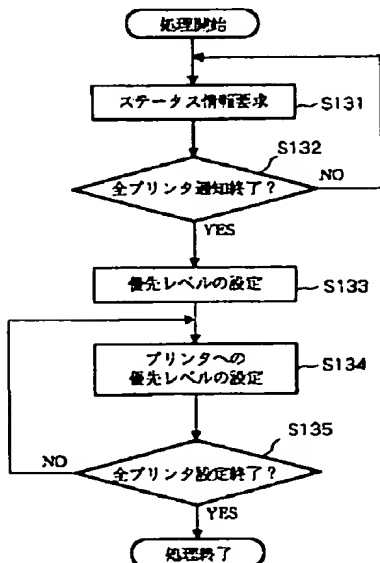 処理開始
ステータス情報要求
S131
S132
全プリンタ通知終了?
NO
YES
優先レベルの設定
S133
プリンタへの
優先レベルの設定
S134
S135
全プリンタ設定終了?
NO
YES
処理終了